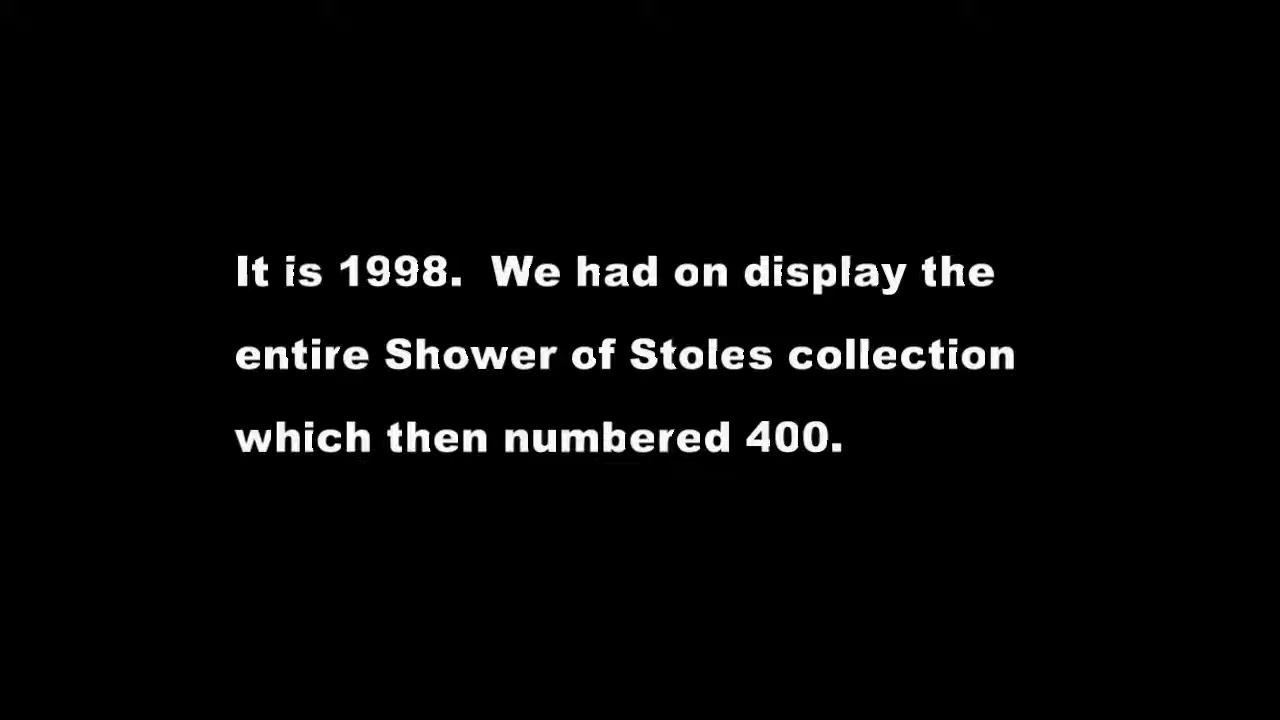 It is 1998.  We had on display the
entire Shower of Stoles collection
which then numbered 400.